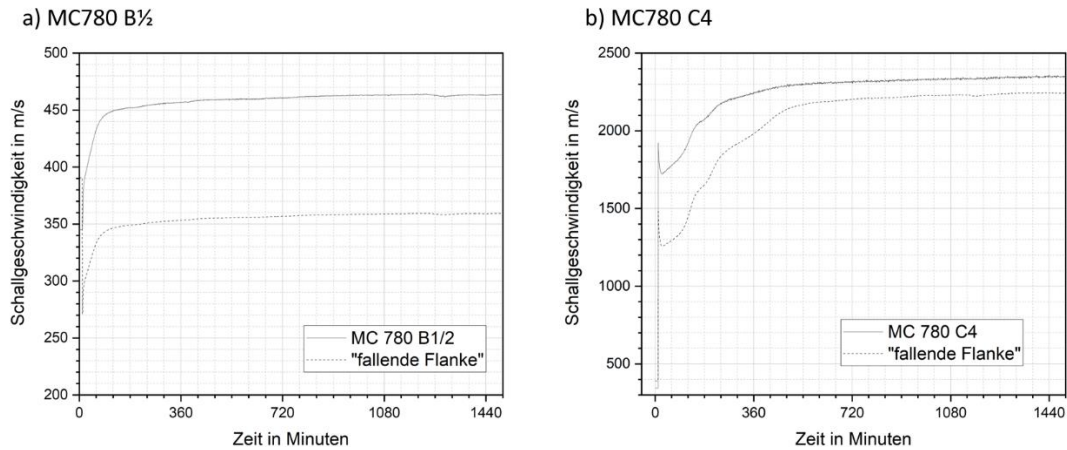 a) MC780 B½
500
450
400
350
300
250
200
Schallgeschwindigkeit in m/s
0
360
720
1080
1440
Zeit in Minuten
MC 780 B1/2
"fallende Flanke"
b) MC780 C4
2500
2000
1500
1000
500
Schallgeschwindigkeit in m/s
0
360
720
1080
1440
Zeit in Minuten
MC 780 C4
"fallende Flanke"